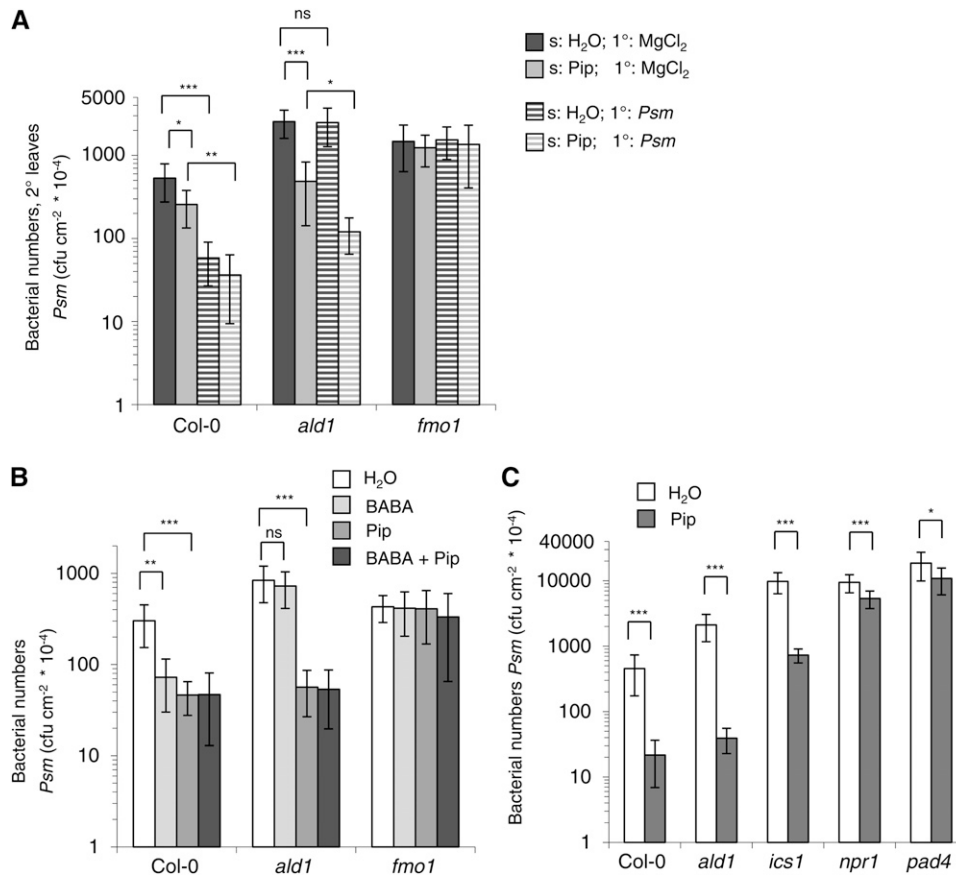 A
s: H₂O; 1°: MgCl₂
s: Pip; 1°: MgCl₂
s: H₂O; 1°: Psm
s: Pip; 1°: Psm
Bacterial numbers, 2° leaves
Psm (cfu cm⁻² * 10⁻⁴)
5000
1000
100
10
1
***
*
**
ns
***
*
Col-0
ald1
fmo1
B
H₂O
BABA
Pip
BABA + Pip
Bacterial numbers
Psm (cfu cm⁻² * 10⁻⁴)
1000
100
10
1
***
**
***
ns
Col-0
ald1
fmo1
C
H₂O
Pip
Bacterial numbers Psm (cfu cm⁻² * 10⁻⁴)
40000
10000
1000
100
10
1
***
***
***
***
*
Col-0
ald1
ics1
npr1
pad4